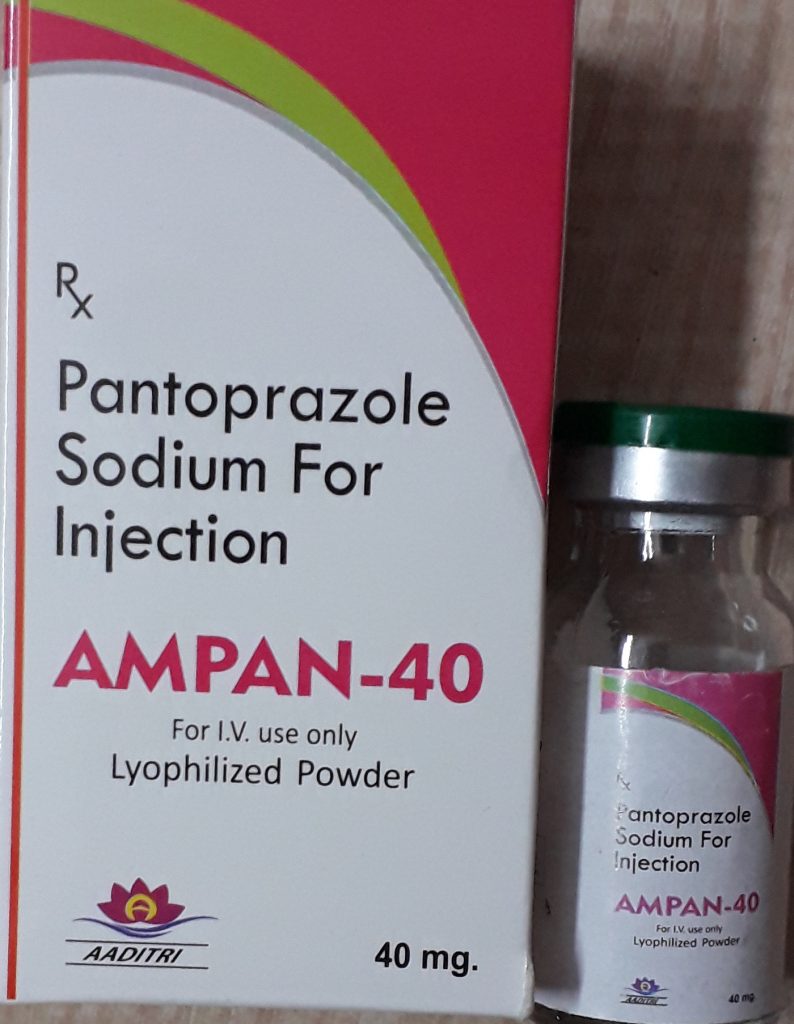 Rx
Pantoprazole
Sodium For
Injection
AMPAN-40
For I.V. use only
Lyophilized Powder
AADITRI
40 mg.
Rx
Pantoprazole
Sodium For
Injection
AMPAN-40
For I.V. use only
Lyophilized Powder
AADITRI
40 mg.